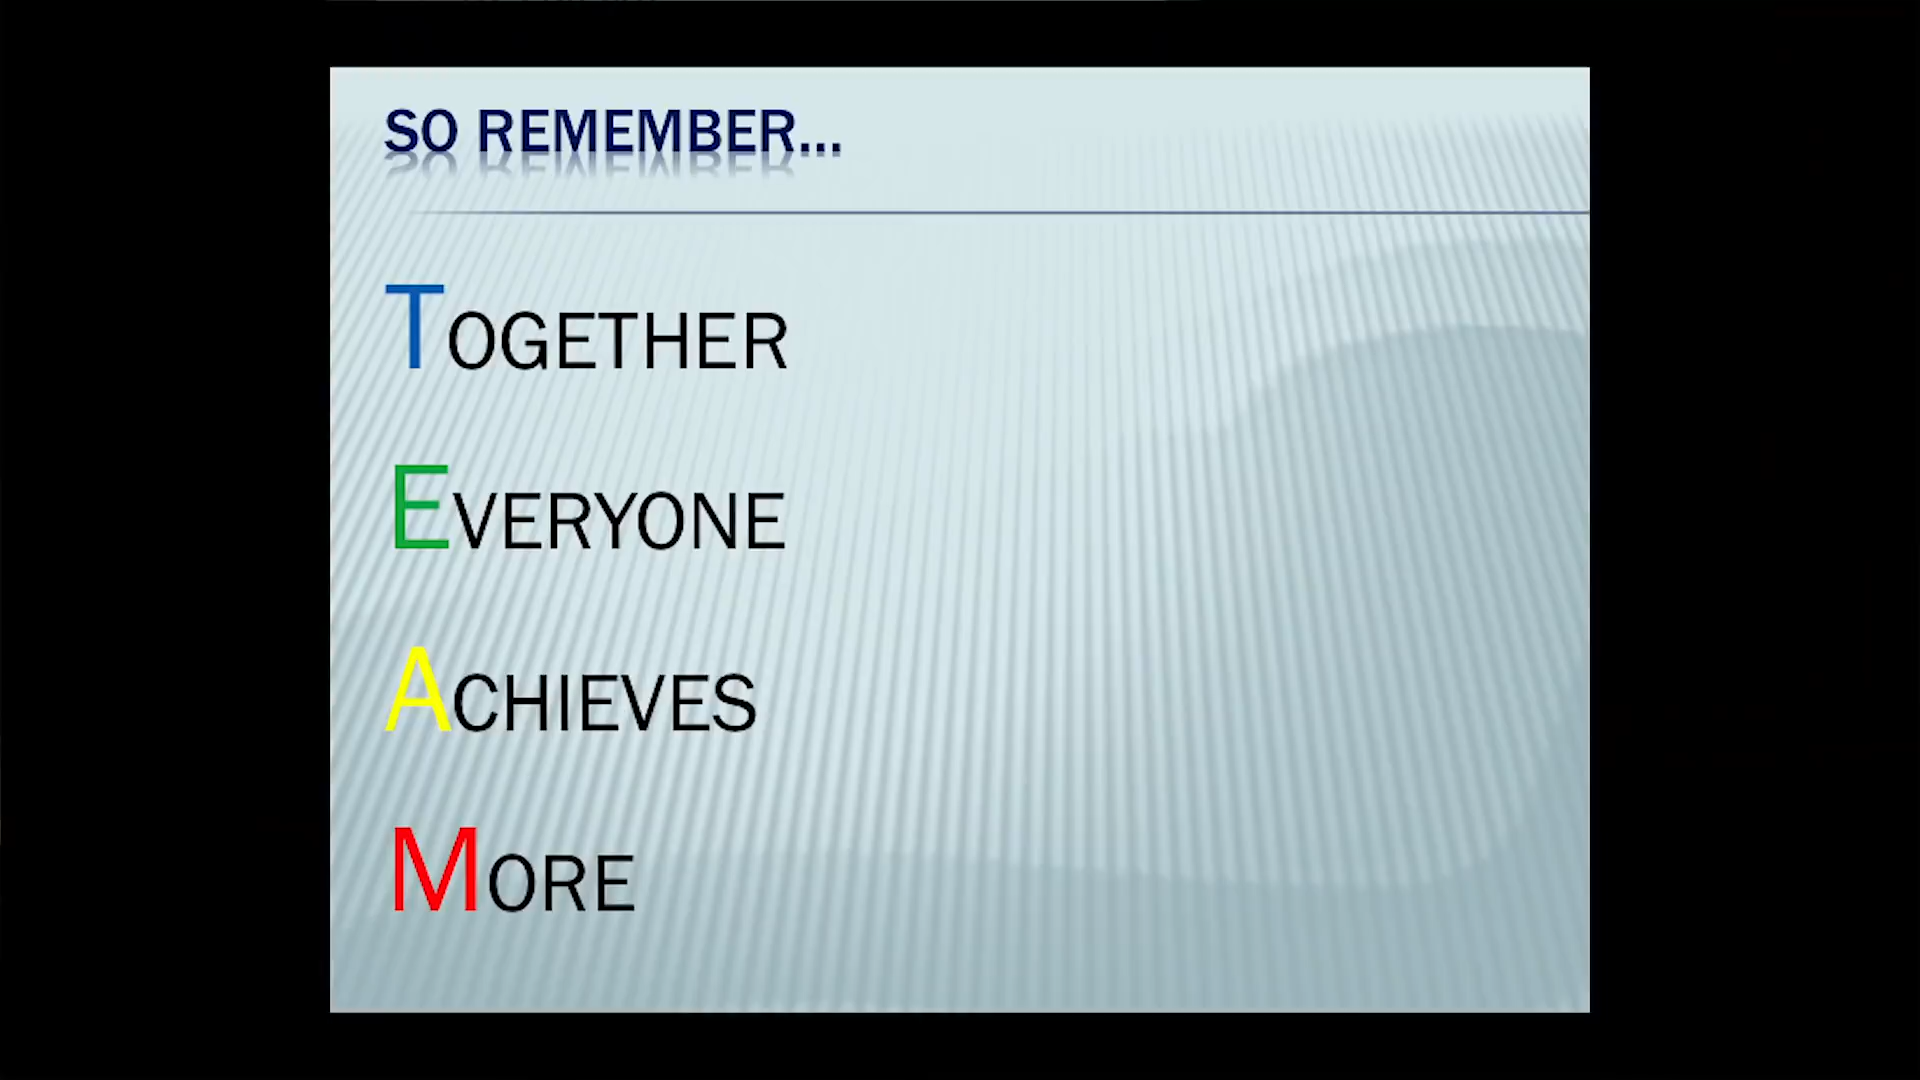 SO REMEMBER...
TOGETHER
EVERYONE
ACHIEVES
MORE